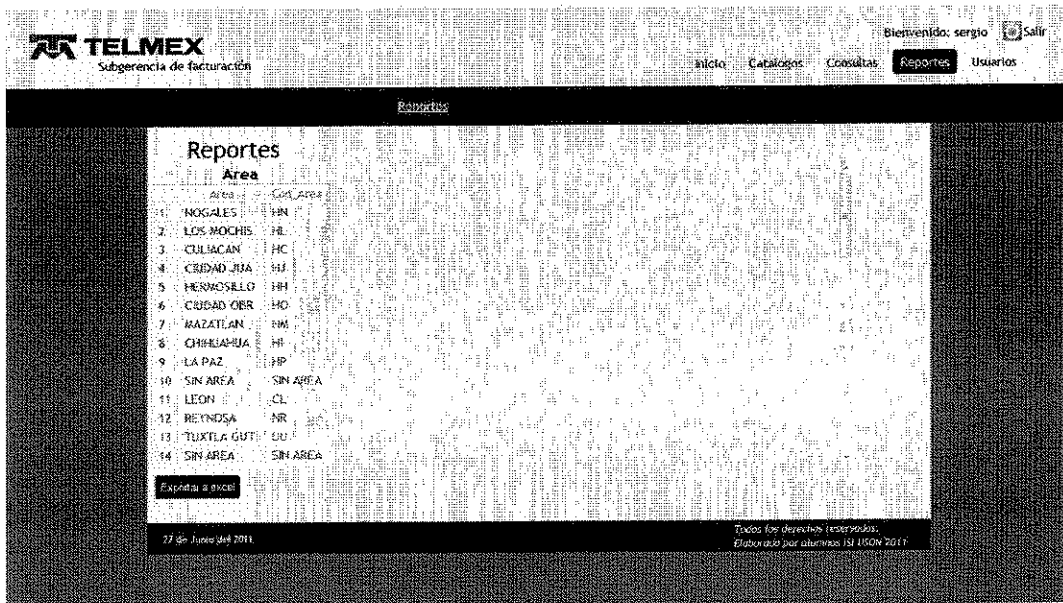 TELMEX
Subgerencia de facturación
Bienvenido: sergio Salir
Inicio Catalogos Consultas Reportes Usuarios
Reportes
Reportes
Area
Area Cod_Area
1 NOGALES HN
2 LOS MOCHIS HL
3 CULIACAN HC
4 CIUDAD JUA HJ
5 HERMOSILLO HH
6 CIUDAD OBR HO
7 MAZATLAN
8 CHIHUAHUA HI
9 LA PAZ HP
10 SIN AREA SIN AREA
11 LEON CL
12 REYNOSA NR
13 TUXTLA GUT UU
14 SIN AREA SIN AREA
Exportar a excel
27 de Junio del 2011.
Todos los derechos reservados.
Elaborado por alumnos ISI USON 2011